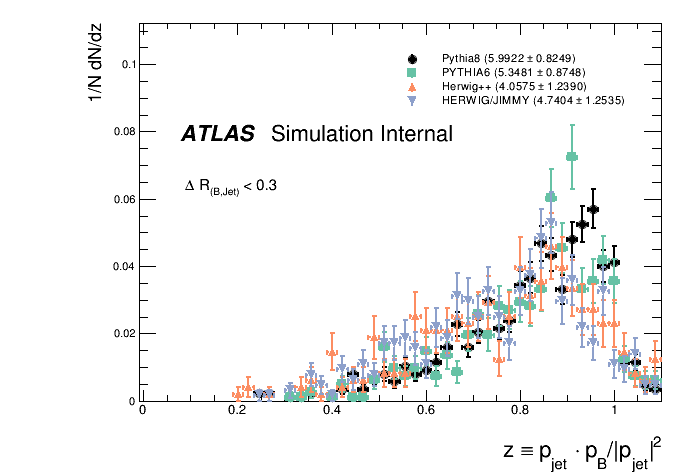 1/N dN/dz
0.1
0.08
0.06
0.04
0.02
0
Pythia8 (5.9922 ± 0.8249)
PYTHIA6 (5.3481 ± 0.8748)
Herwig++ (4.0575 ± 1.2390)
HERWIG/JIMMY (4.7404 ± 1.2535)
ATLAS Simulation Internal
Δ R(B,Jet) < 0.3
0 0.2 0.4 0.6 0.8 1
z ≡ pjet · pB/|pjet|²